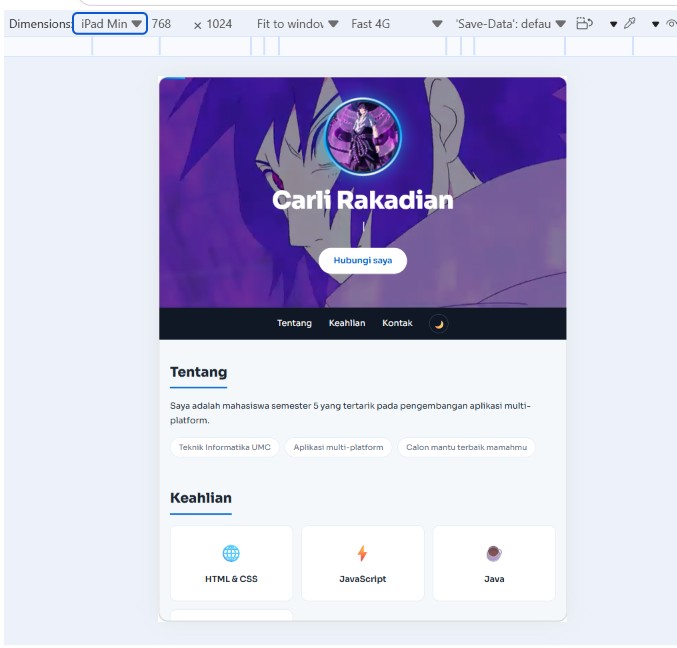 Dimensions: iPad Min 768 × 1024 Fit to window Fast 4G 'Save-Data': defau
Carli Rakadian
Hubungi saya
Tentang Keahlian Kontak
Tentang
Saya adalah mahasiswa semester 5 yang tertarik pada pengembangan aplikasi multi-
platform.
Teknik Informatika UMC Aplikasi multi-platform Calon mantu terbaik mamahmu
Keahlian
HTML & CSS JavaScript Java